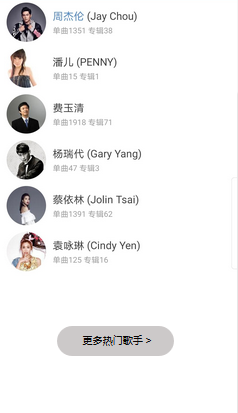 周杰伦 (Jay Chou)
单曲1351 专辑38
潘儿 (PENNY)
单曲15 专辑1
费玉清
单曲1918 专辑71
杨瑞代 (Gary Yang)
单曲47 专辑3
蔡依林 (Jolin Tsai)
单曲1391 专辑62
袁咏琳 (Cindy Yen)
单曲125 专辑16
更多热门歌手 >